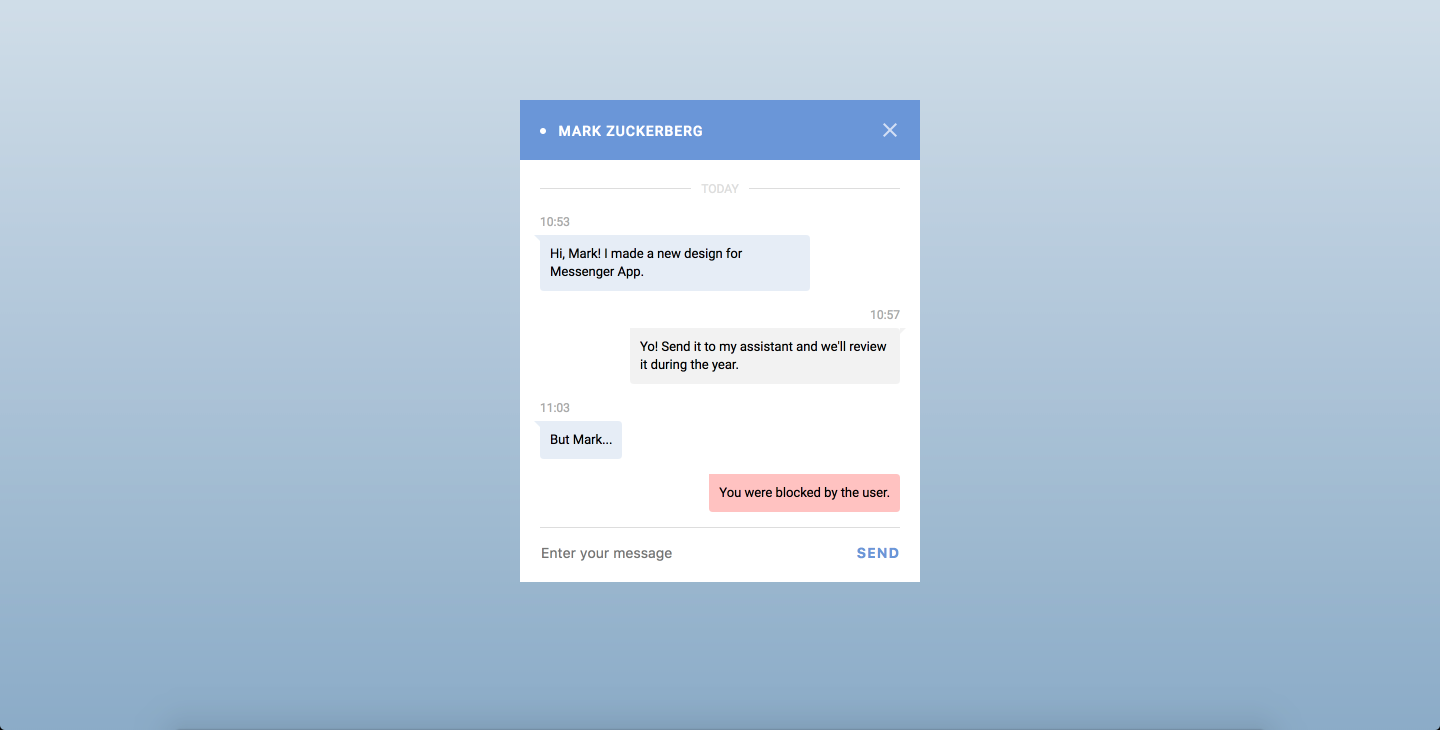 MARK ZUCKERBERG
TODAY
10:53
Hi, Mark! I made a new design for
Messenger App.
10:57
Yo! Send it to my assistant and we'll review
it during the year.
11:03
But Mark...
You were blocked by the user.
Enter your message
SEND